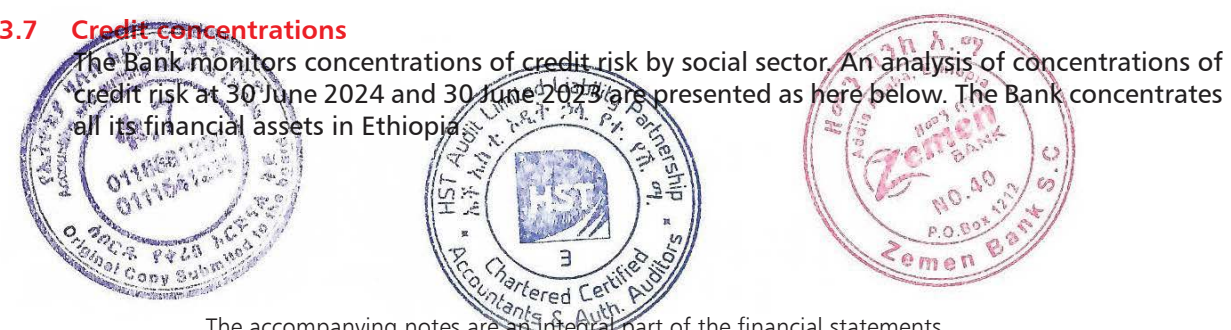 3.7 Credit concentrations
The Bank monitors concentrations of credit risk by social sector. An analysis of concentrations of
credit risk at 30 June 2024 and 30 June 2023 are presented as here below. The Bank concentrates
all its financial assets in Ethiopia.
Original Copy Submitted to the
HST Audit Limited Liability Partnership
HST
3
Chartered Certified
Accountants & Auth. Auditors
Addis Ababa, Ethiopia
Zemen
BANK
NO.40
P.O.Box 1212
Zemen Bank S.C
The accompanying notes are an integral part of the financial statements